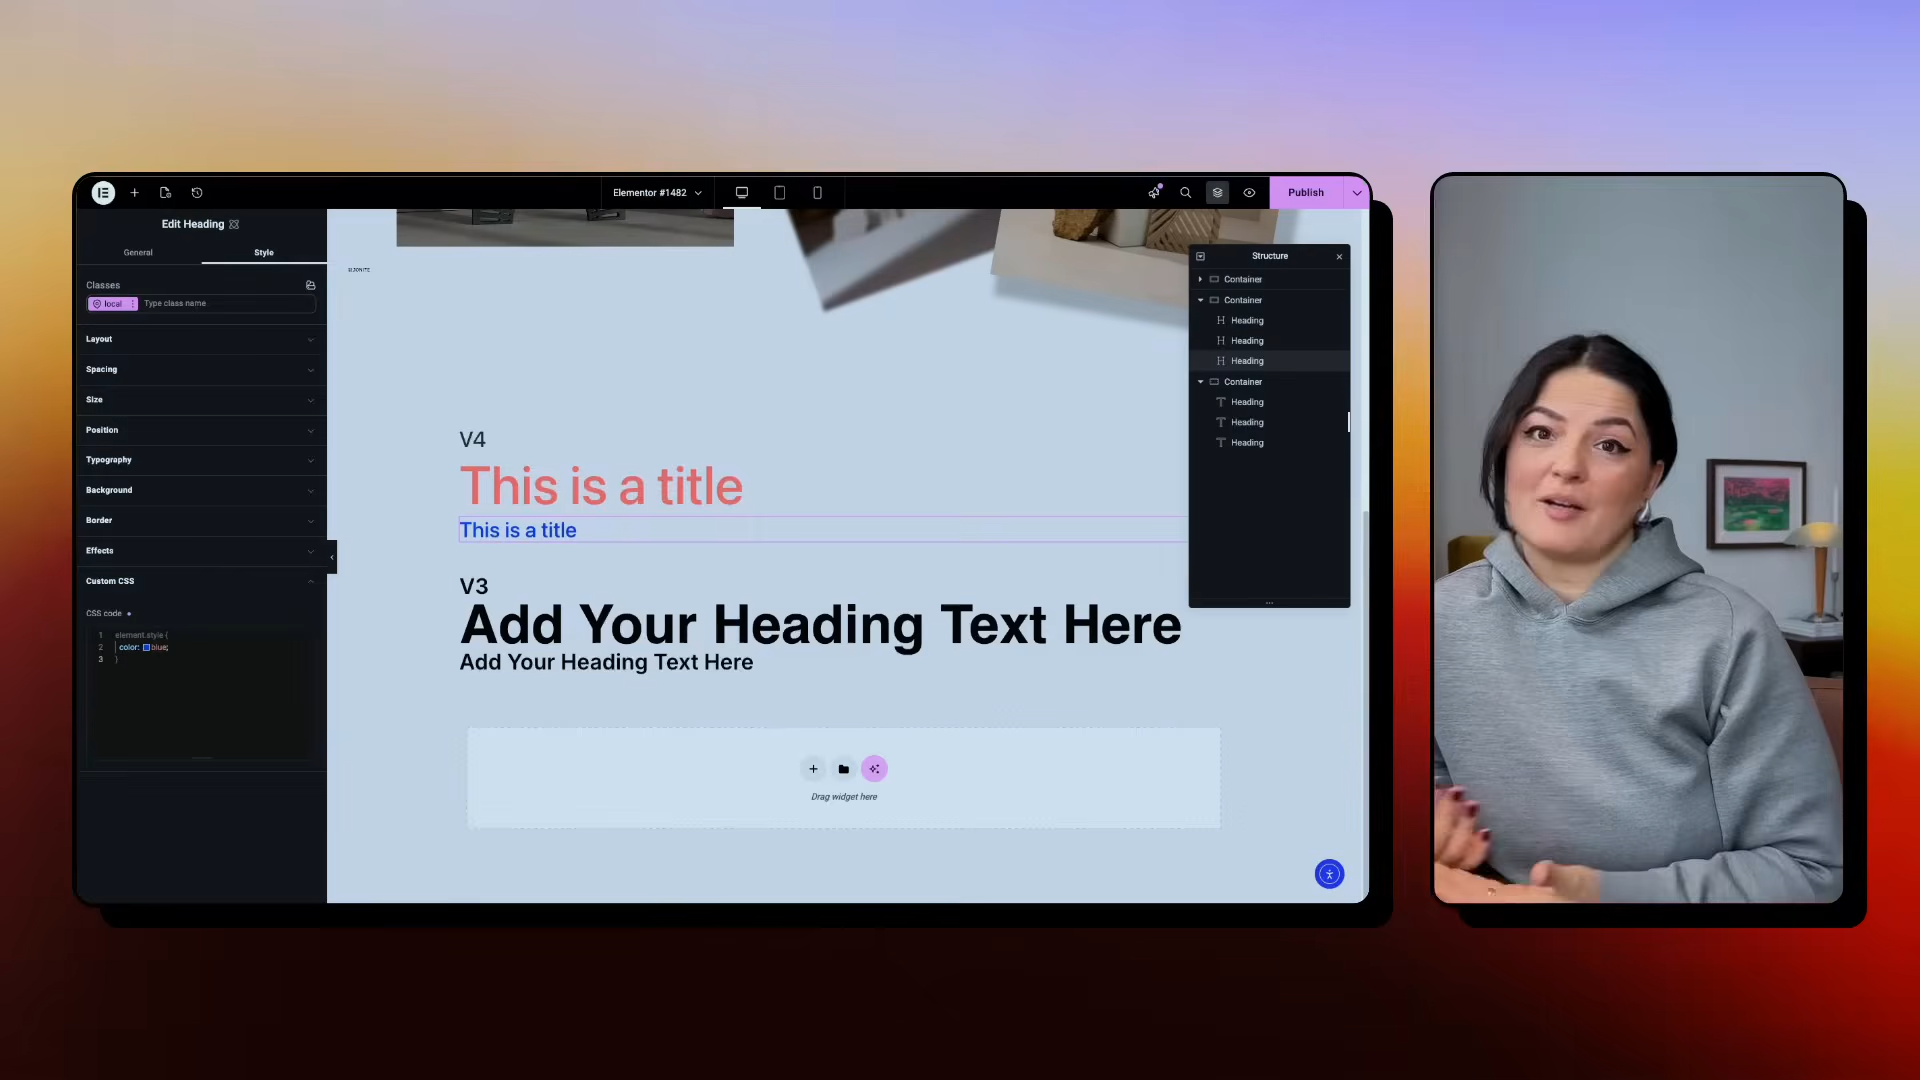 Elementor #1482
Publish
Edit Heading
General
Style
Classes
local
Type class name
Layout
Spacing
Size
Position
Typography
Background
Border
Effects
Custom CSS
CSS code
1 element.style {
2 color: blue;
3 }
V4
This is a title
This is a title
V3
Add Your Heading Text Here
Add Your Heading Text Here
Drag widget here
Structure
Container
Container
Heading
Heading
Heading
Container
Heading
Heading
Heading